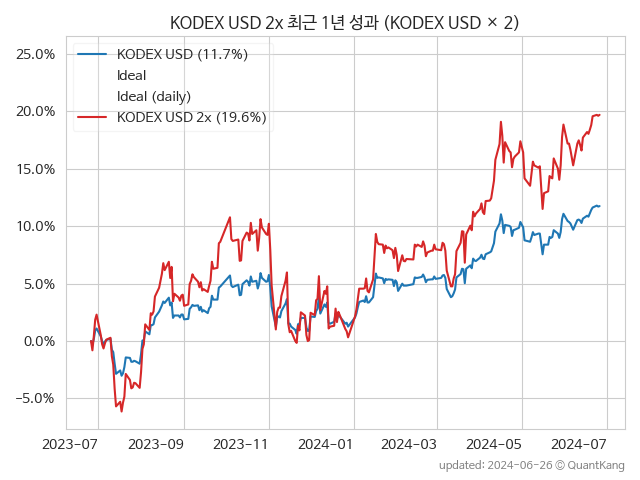 KODEX USD 2x 최근 1년 성과 (KODEX USD × 2)
25.0%
20.0%
15.0%
10.0%
5.0%
0.0%
−5.0%
KODEX USD (11.7%)
Ideal
Ideal (daily)
KODEX USD 2x (19.6%)
2023−07
2023−09
2023−11
2024−01
2024−03
2024−05
2024−07
updated: 2024-06-26 ⓒ QuantKang